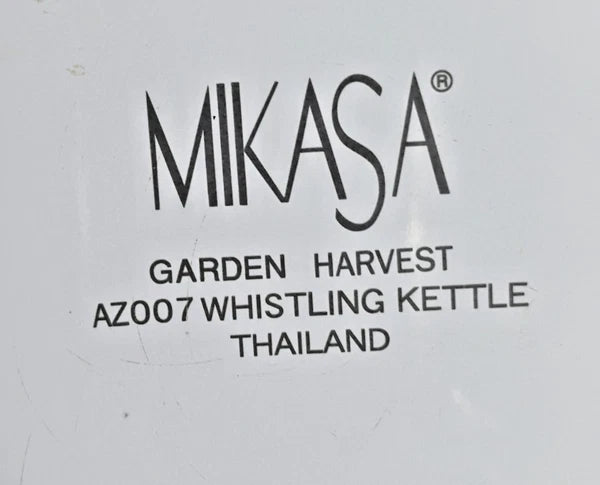 MIKASA®
GARDEN HARVEST
AZ007 WHISTLING KETTLE
THAILAND